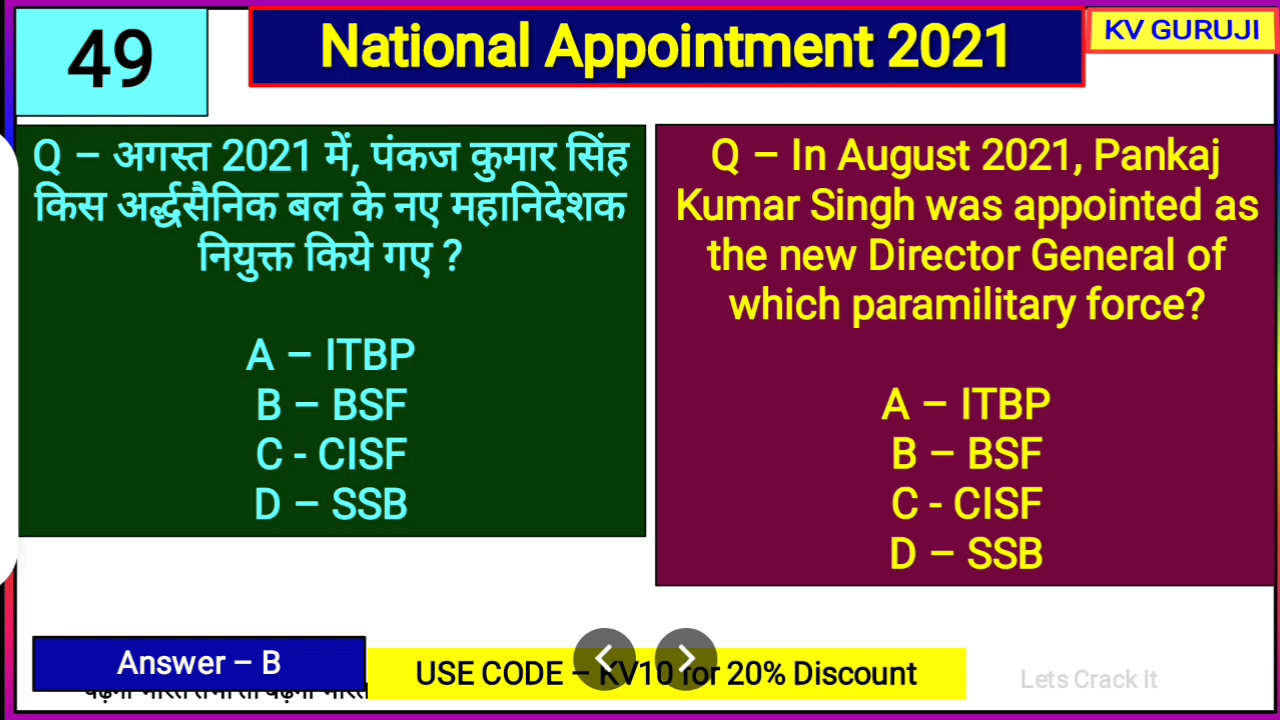 49
National Appointment 2021
KV GURUJI
Q – अगस्त 2021 में, पंकज कुमार सिंह
किस अर्द्धसैनिक बल के नए महानिदेशक
नियुक्त किये गए ?
A – ITBP
B – BSF
C - CISF
D – SSB
Q – In August 2021, Pankaj
Kumar Singh was appointed as
the new Director General of
which paramilitary force?
A – ITBP
B – BSF
C - CISF
D – SSB
Answer – B
USE CODE – KV10 for 20% Discount
Lets Crack It